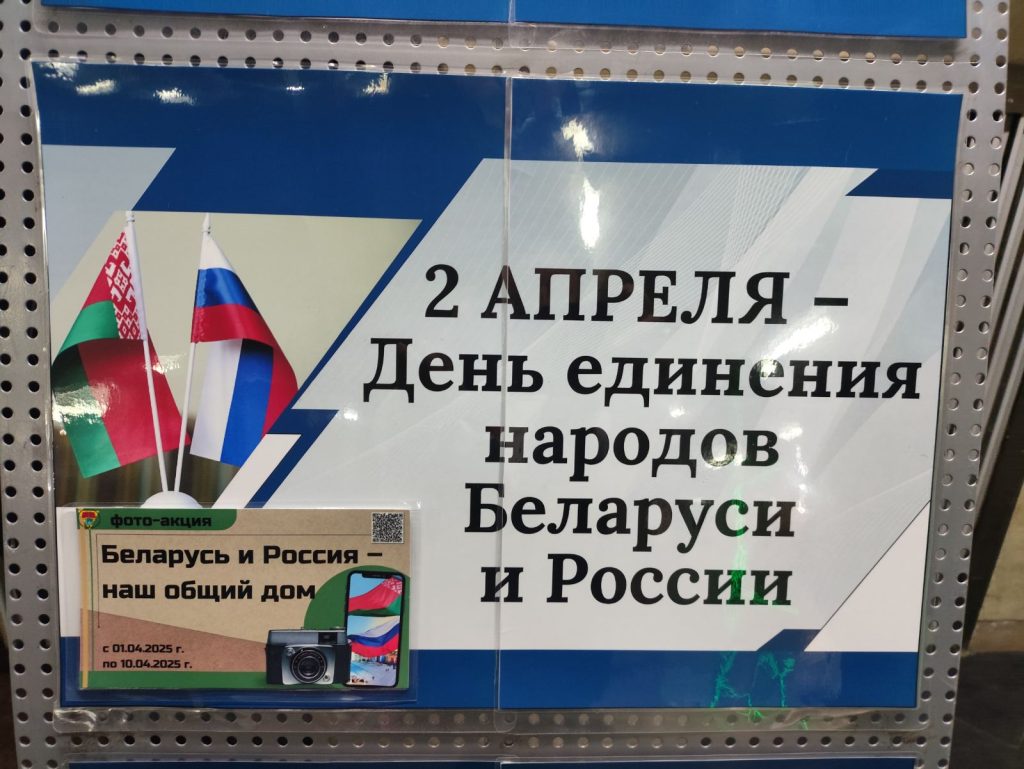 2 АПРЕЛЯ –
День единения
народов
Беларуси
и России
фото-акция
Беларусь и Россия –
наш общий дом
с 01.04.2025 г.
по 10.04.2025 г.